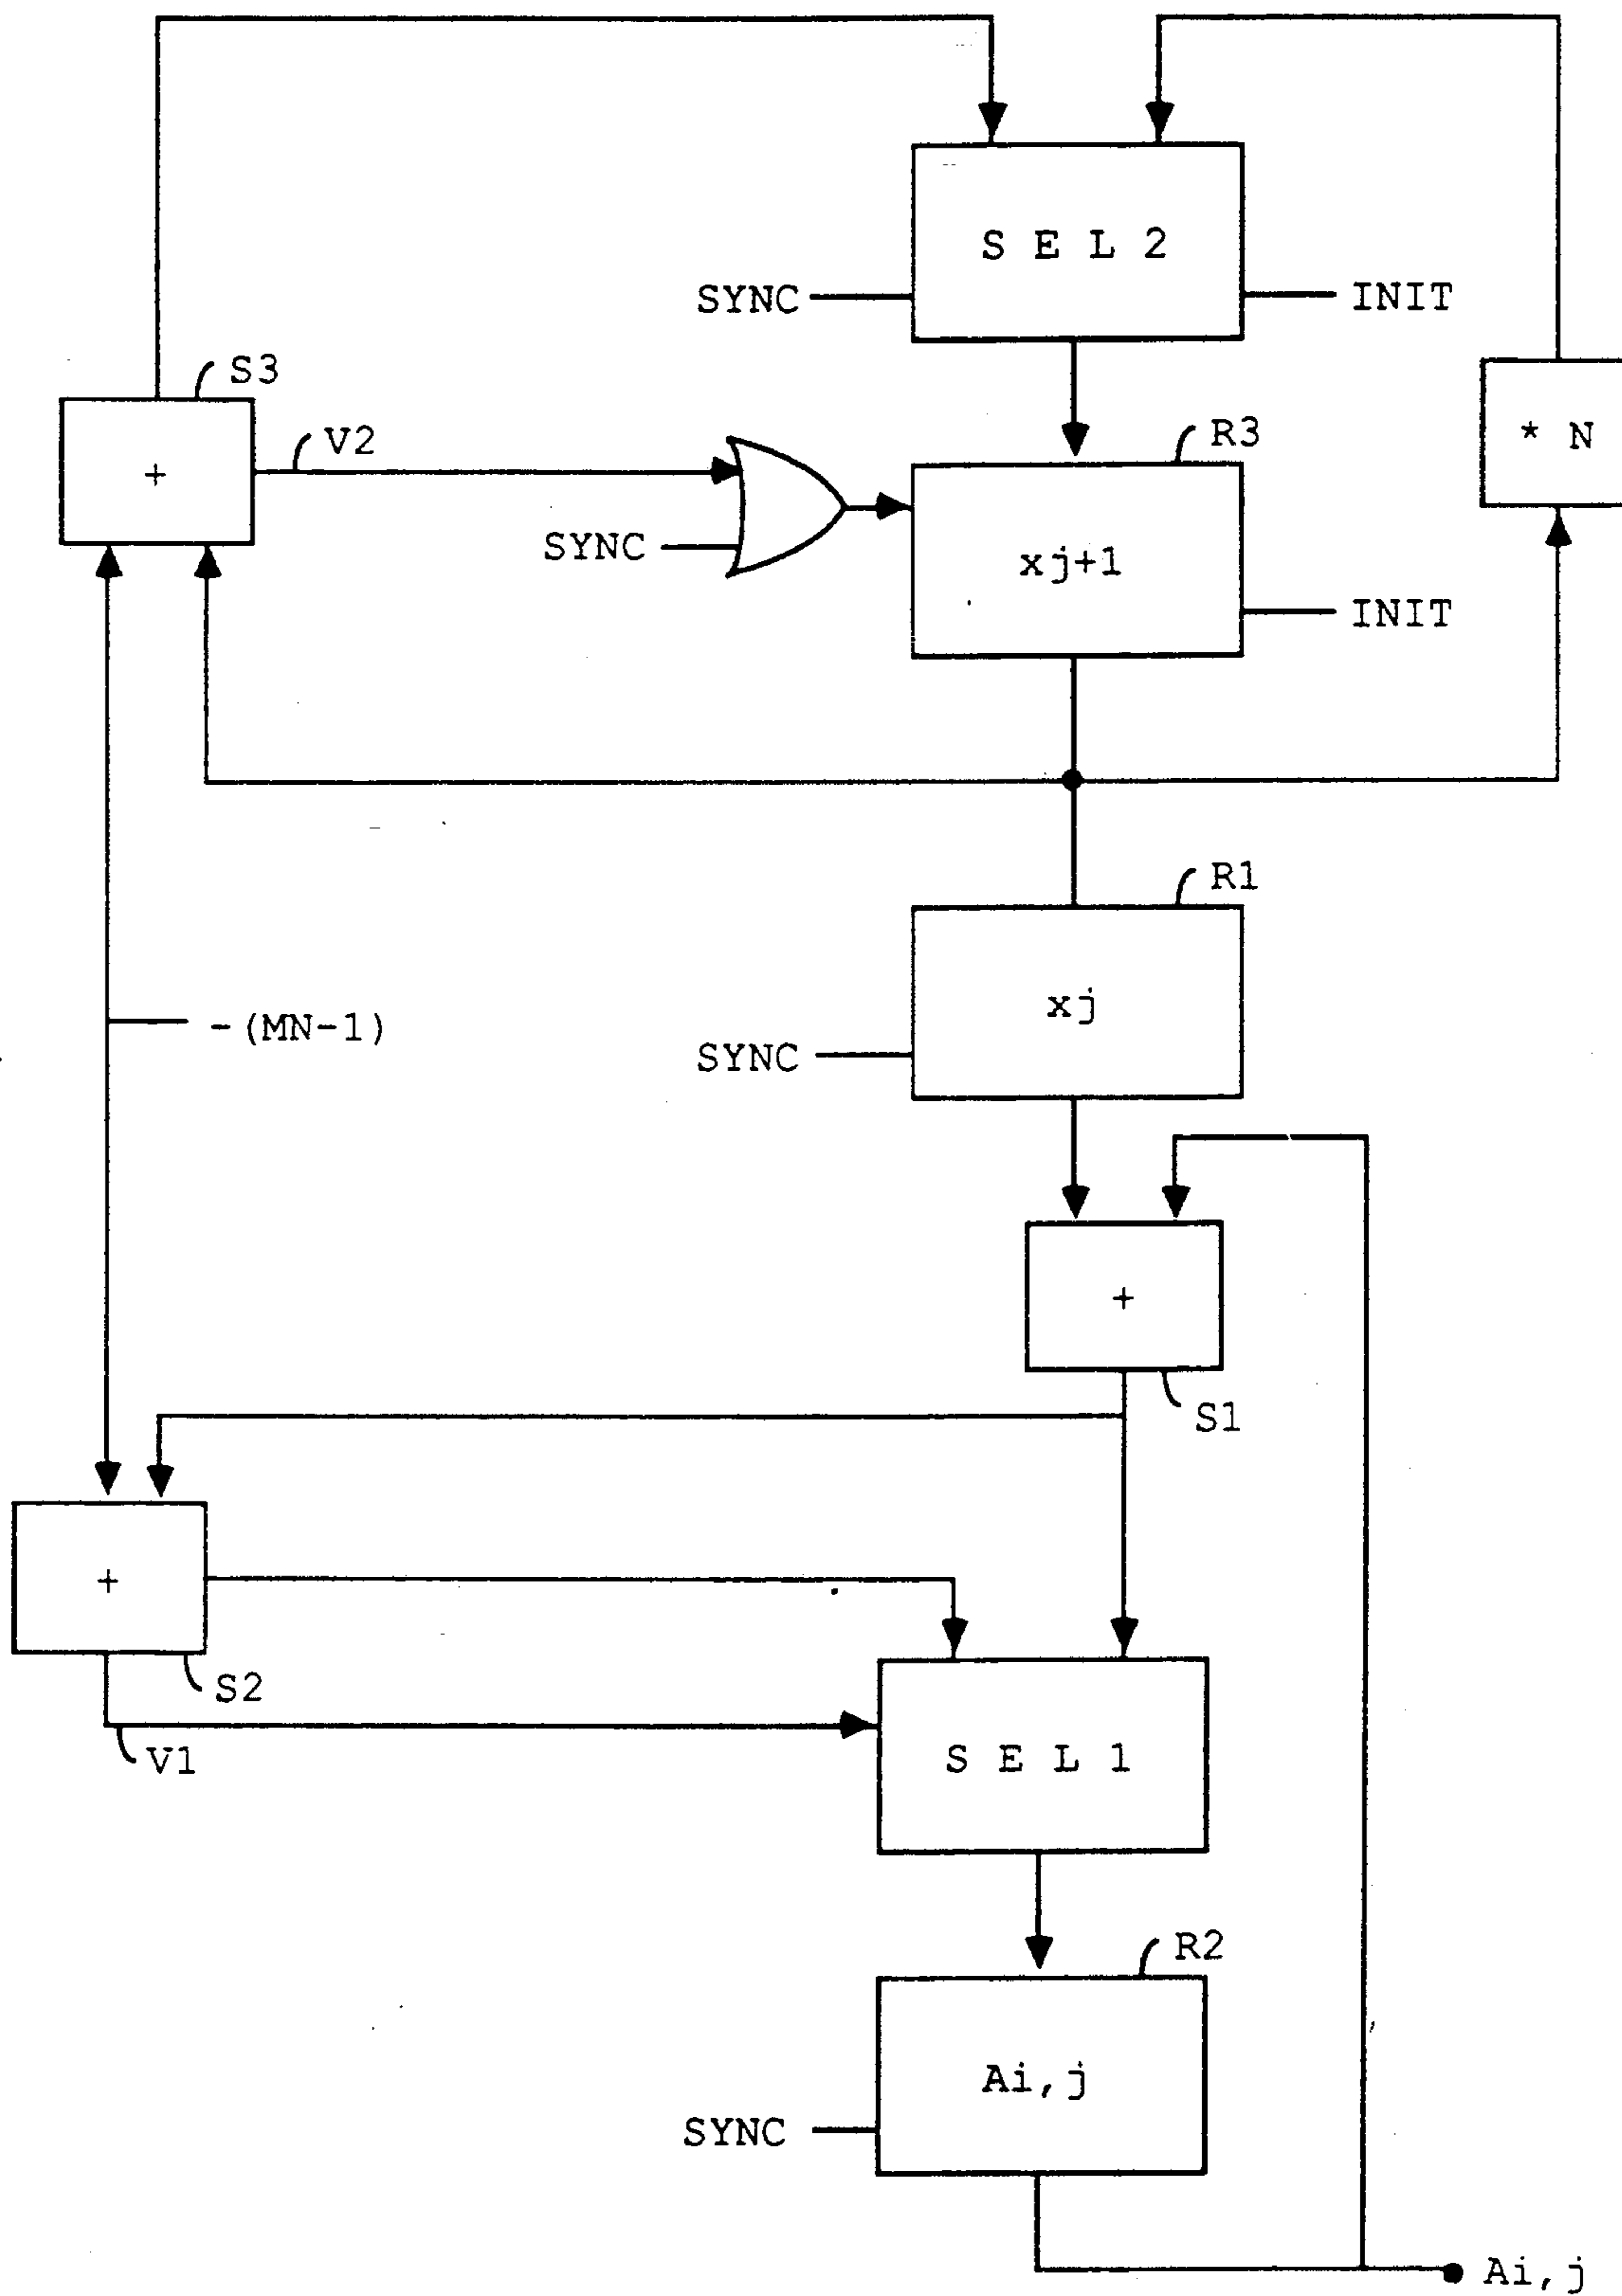 S E L 2
SYNC
INIT
S3
V2
R3
* N
+
SYNC
xj+1
INIT
R1
xj
-(MN-1)
SYNC
+
S1
+
S2
V1
S E L 1
R2
Ai,j
SYNC
Ai,j